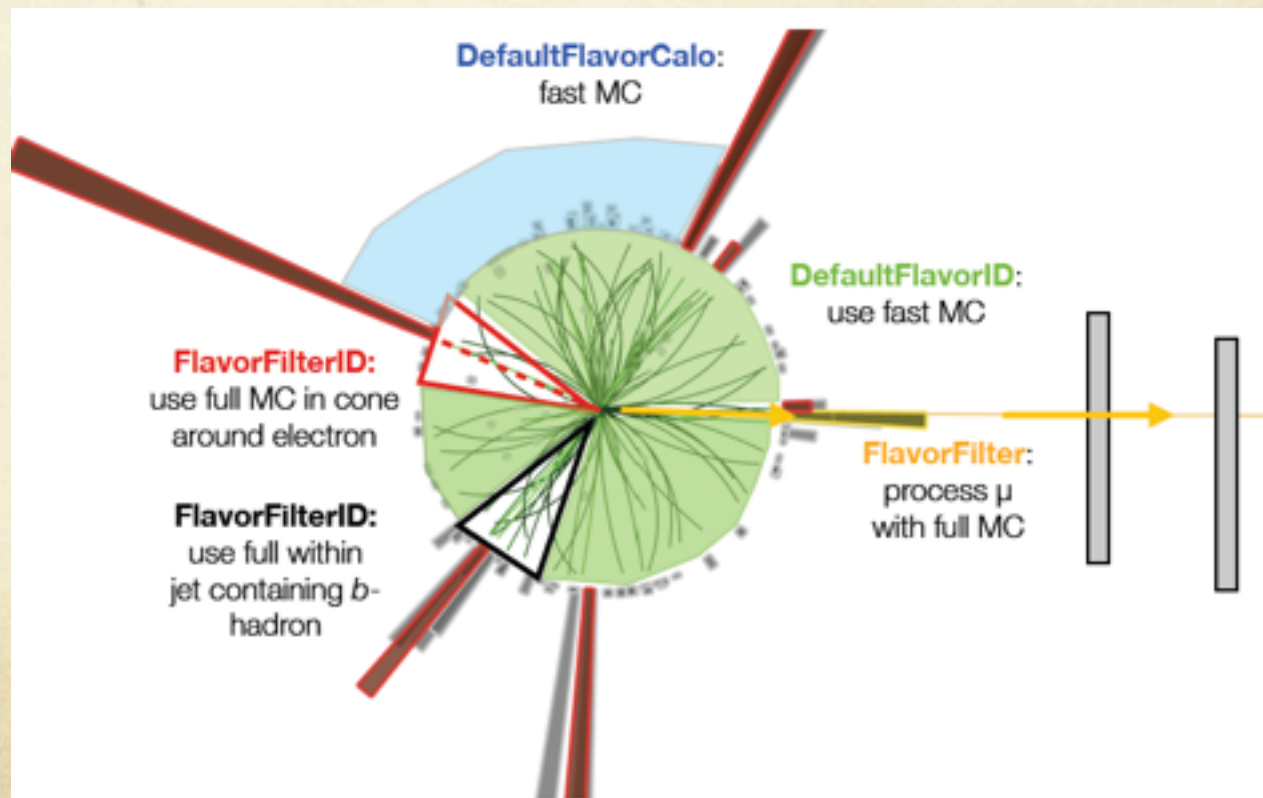 DefaultFlavorCalo:
fast MC
DefaultFlavorID:
use fast MC
FlavorFilterID:
use full MC in cone
around electron
FlavorFilter:
process μ
with full MC
FlavorFilterID:
use full within
jet containing b-
hadron